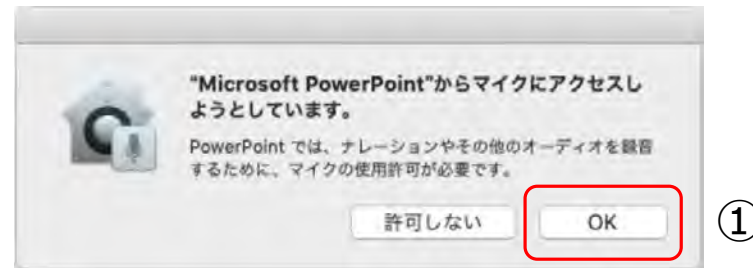 "Microsoft PowerPoint"からマイクにアクセスし
ようとしています。
PowerPoint では、ナレーションやその他のオーディオを録音
するために、マイクの使用許可が必要です。
許可しない
OK
①